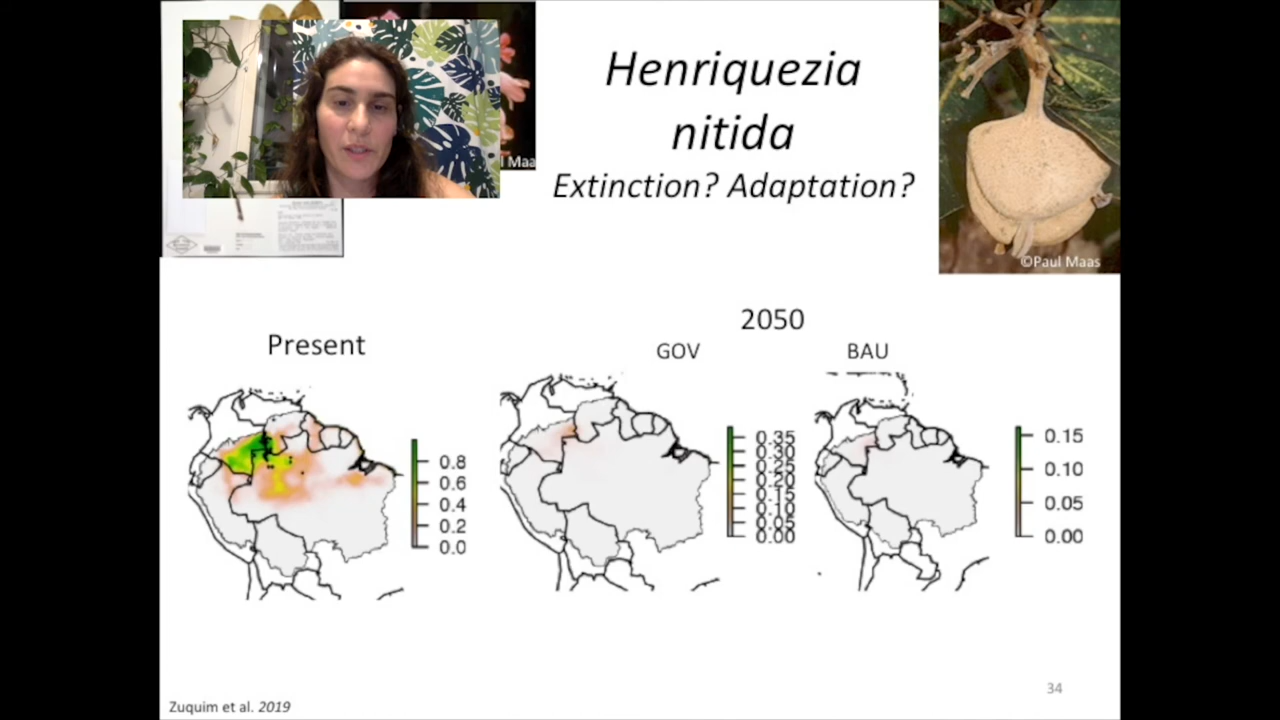 Henriquezia
nitida
Extinction? Adaptation?
l Maa
©Paul Maas
2050
Present
GOV
BAU
0.8
0.6
0.4
0.2
0.0
0.35
0.30
0.25
0.20
0.15
0.10
0.05
0.00
0.15
0.10
0.05
0.00
34
Zuquim et al. 2019